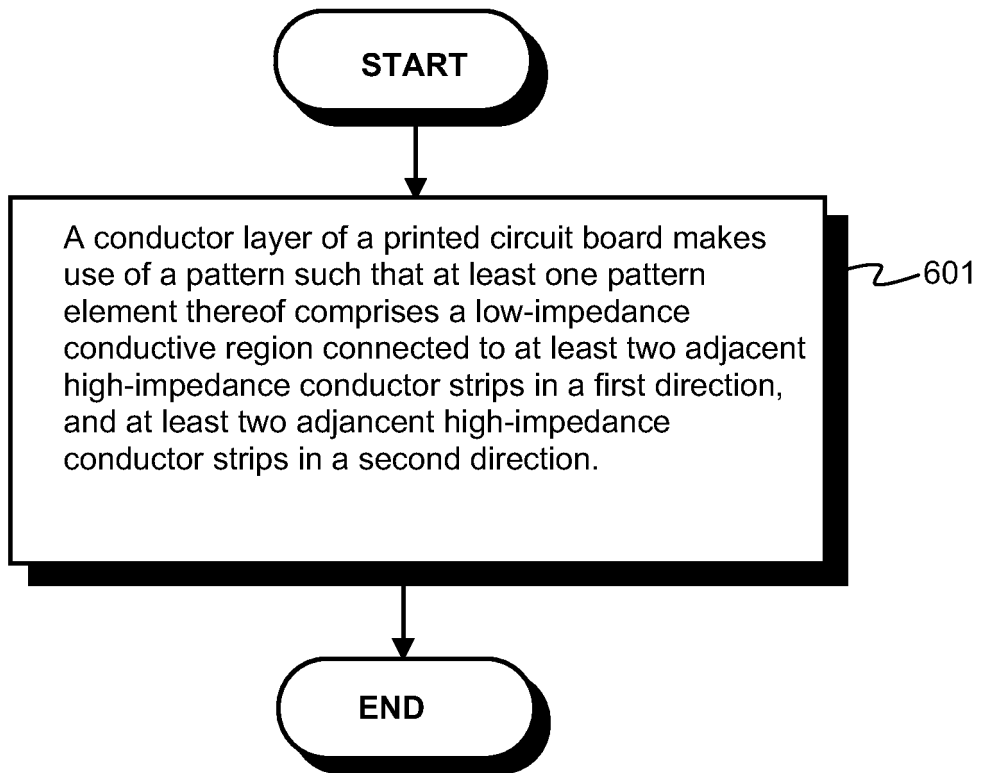 START
A conductor layer of a printed circuit board makes
use of a pattern such that at least one pattern
element thereof comprises a low-impedance
conductive region connected to at least two adjacent
high-impedance conductor strips in a first direction,
and at least two adjancent high-impedance
conductor strips in a second direction.
601
END